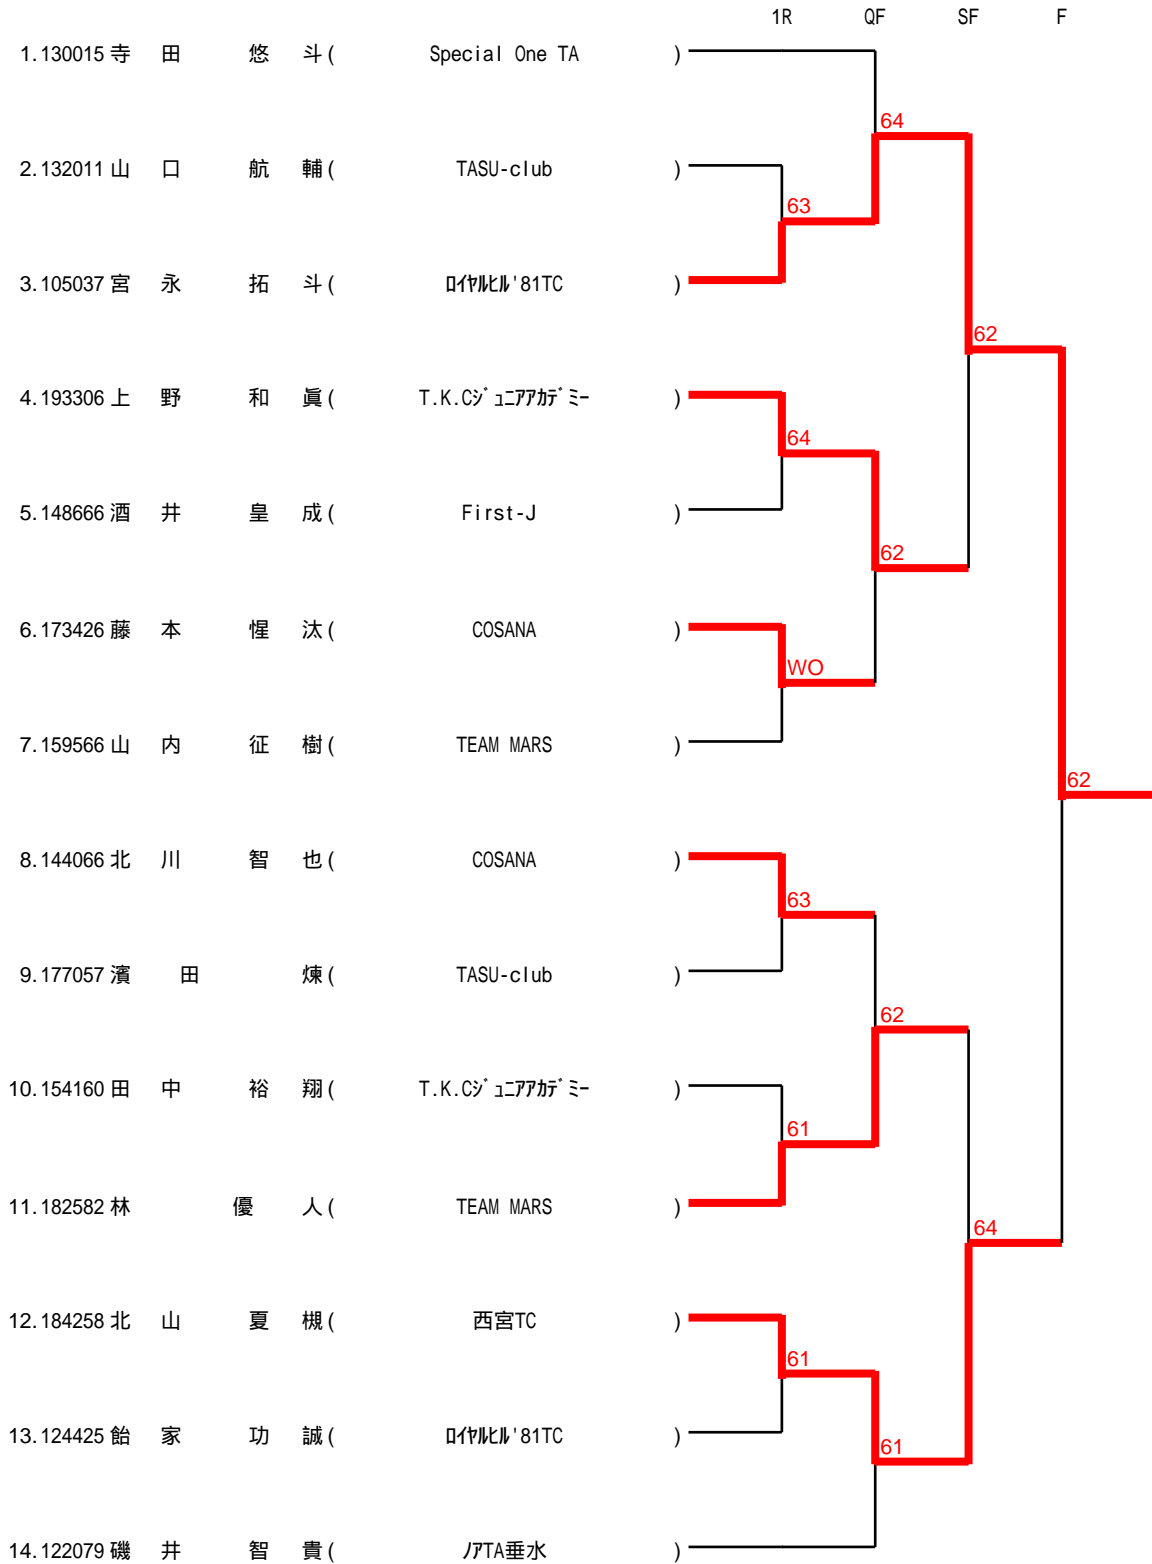 1R QF SF F
1.130015 寺 田 悠 斗 ( Special One TA )
64
2.132011 山 口 航 輔 ( TASU-club )
63
3.105037 宮 永 拓 斗 ( ﾛｲﾔﾙﾋﾙ'81TC )
62
4.193306 上 野 和 眞 ( T.K.Cｼﾞｭﾆｱｱｶﾃﾞﾐｰ )
64
5.148666 酒 井 皇 成 ( First-J )
62
6.173426 藤 本 惺 汰 ( COSANA )
WO
7.159566 山 内 征 樹 ( TEAM MARS )
62
8.144066 北 川 智 也 ( COSANA )
63
9.177057 濱 田 煉 ( TASU-club )
62
10.154160 田 中 裕 翔 ( T.K.Cｼﾞｭﾆｱｱｶﾃﾞﾐｰ )
61
11.182582 林 優 人 ( TEAM MARS )
64
12.184258 北 山 夏 槻 ( 西宮TC )
61
13.124425 飴 家 功 誠 ( ﾛｲﾔﾙﾋﾙ'81TC )
61
14.122079 磯 井 智 貴 ( ﾉｱTA垂水 )